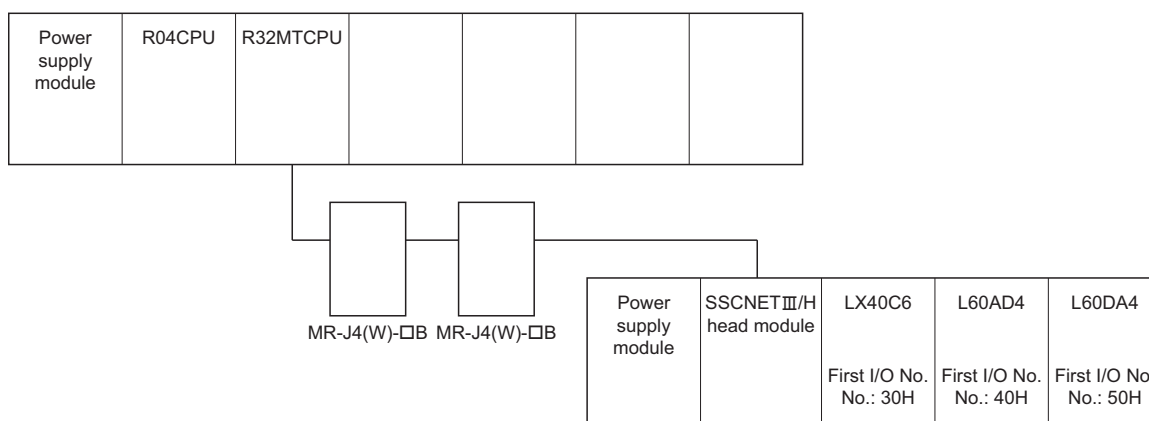 Power
supply
module
R04CPU
R32MTCPU
MR-J4(W)-□B
MR-J4(W)-□B
Power
supply
module
SSCNETⅢ/H
head module
LX40C6
First I/O No.
No.: 30H
L60AD4
First I/O No.
No.: 40H
L60DA4
First I/O No
No.: 50H